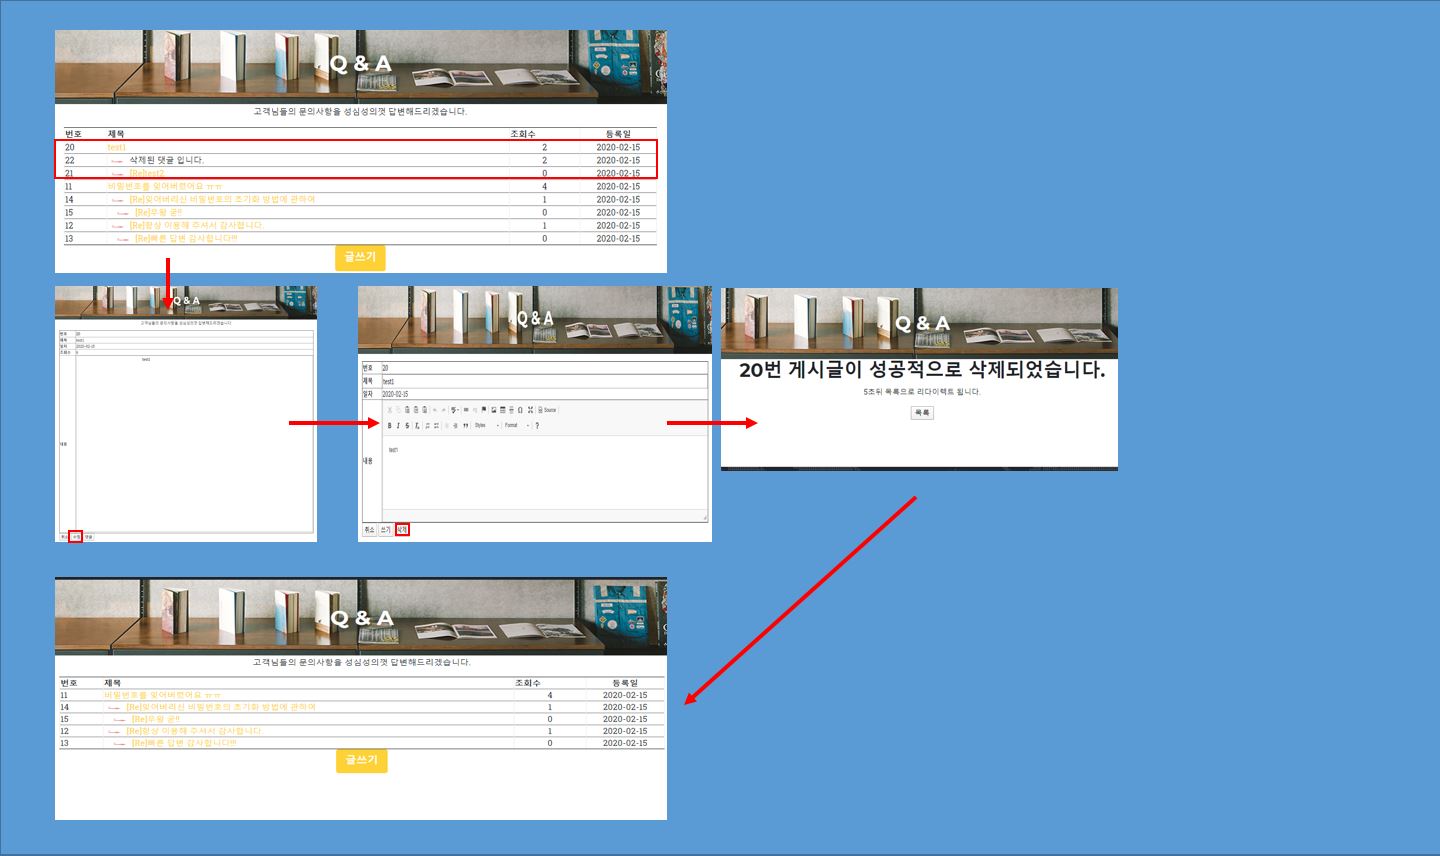 Q & A
고객님들의 문의사항을 성심성의껏 답변해드리겠습니다.
번호 제목 조회수 등록일
20 test1 2 2020-02-15
22 삭제된 댓글 입니다. 2 2020-02-15
21 [Re]test2 0 2020-02-15
11 비밀번호를 잊어버렸어요 ㅠㅠ 4 2020-02-15
14 [Re]잊어버리신 비밀번호의 초기화 방법에 관하여 1 2020-02-15
15 [Re]우왕 굳!! 0 2020-02-15
12 [Re]항상 이용해 주셔서 감사합니다. 1 2020-02-15
13 [Re]빠른 답변 감사합니다!!! 0 2020-02-15
글쓰기
Q & A
고객님들의 문의사항을 성심성의껏 답변해드리겠습니다.
번호 20
제목 test1
일자 2020-02-15
조회수
test1
내용
취소 수정 댓글
Q & A
번호 20
제목 test1
일자 2020-02-15
Source
B I S Styles Format ?
test1
내용
취소 쓰기 삭제
Q & A
20번 게시글이 성공적으로 삭제되었습니다.
5초뒤 목록으로 리다이렉트 됩니다.
목록
Q & A
고객님들의 문의사항을 성심성의껏 답변해드리겠습니다.
번호 제목 조회수 등록일
11 비밀번호를 잊어버렸어요 ㅠㅠ 4 2020-02-15
14 [Re]잊어버리신 비밀번호의 초기화 방법에 관하여 1 2020-02-15
15 [Re]우왕 굳!! 0 2020-02-15
12 [Re]항상 이용해 주셔서 감사합니다. 1 2020-02-15
13 [Re]빠른 답변 감사합니다!!! 0 2020-02-15
글쓰기